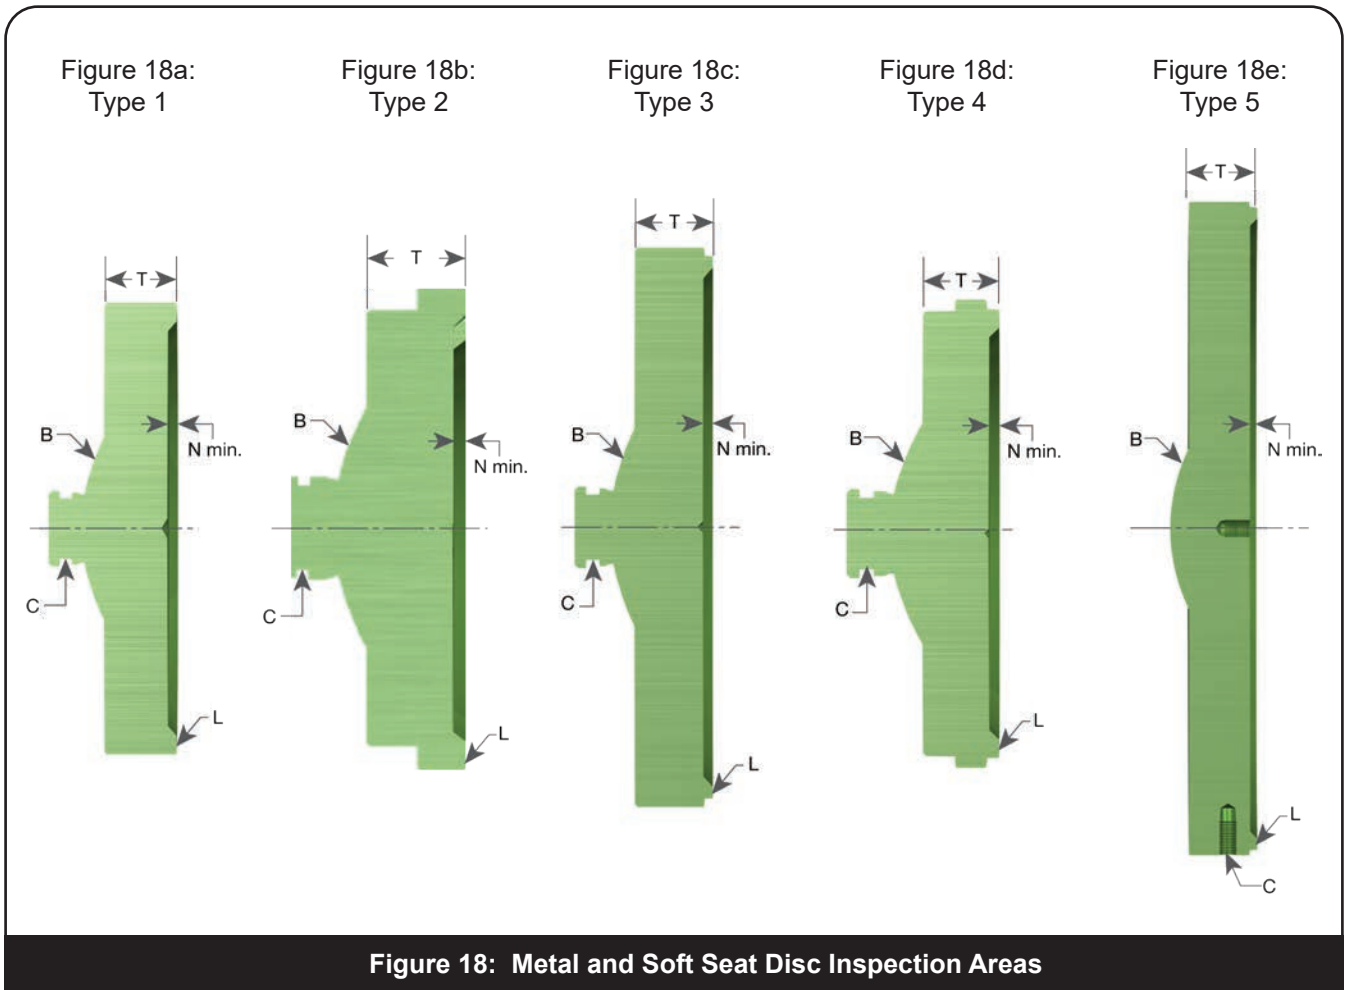 Figure 18a:
Type 1
Figure 18b:
Type 2
Figure 18c:
Type 3
Figure 18d:
Type 4
Figure 18e:
Type 5
T
B
N min.
C
L
T
B
N min.
C
L
T
B
N min.
C
L
T
B
N min.
C
L
T
B
N min.
L
C
Figure 18: Metal and Soft Seat Disc Inspection Areas